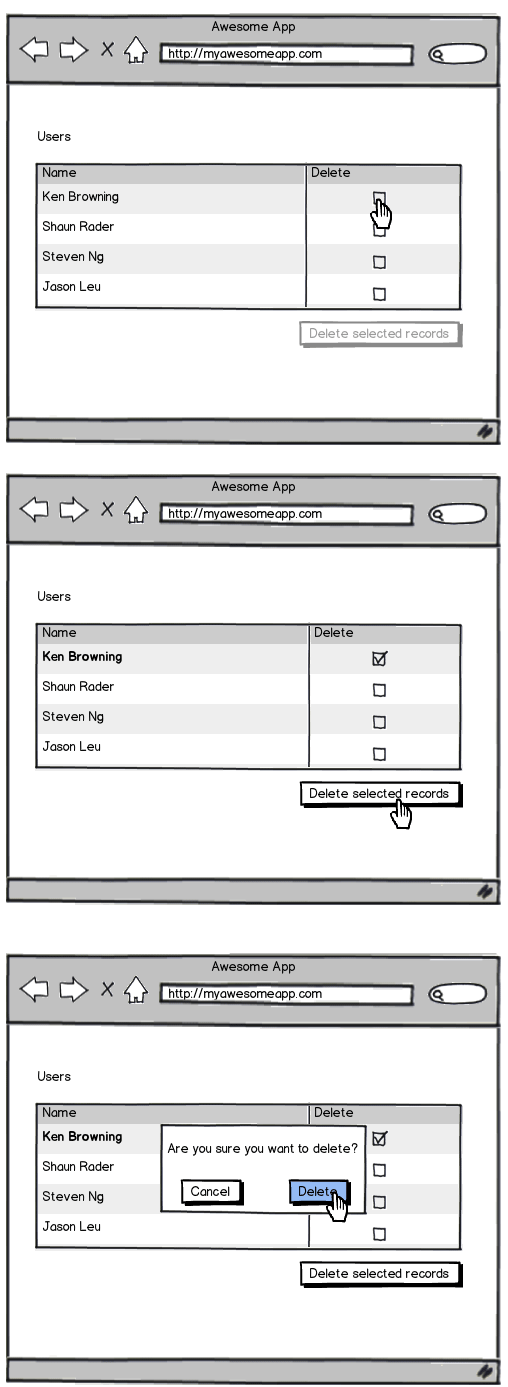 Awesome App
http://myawesomeapp.com
Users
Name Delete
Ken Browning
Shaun Rader
Steven Ng
Jason Leu
Delete selected records
Awesome App
http://myawesomeapp.com
Users
Name Delete
Ken Browning
Shaun Rader
Steven Ng
Jason Leu
Delete selected records
Awesome App
http://myawesomeapp.com
Users
Name Delete
Ken Browning
Are you sure you want to delete?
Shaun Rader
Cancel Delete
Steven Ng
Jason Leu
Delete selected records